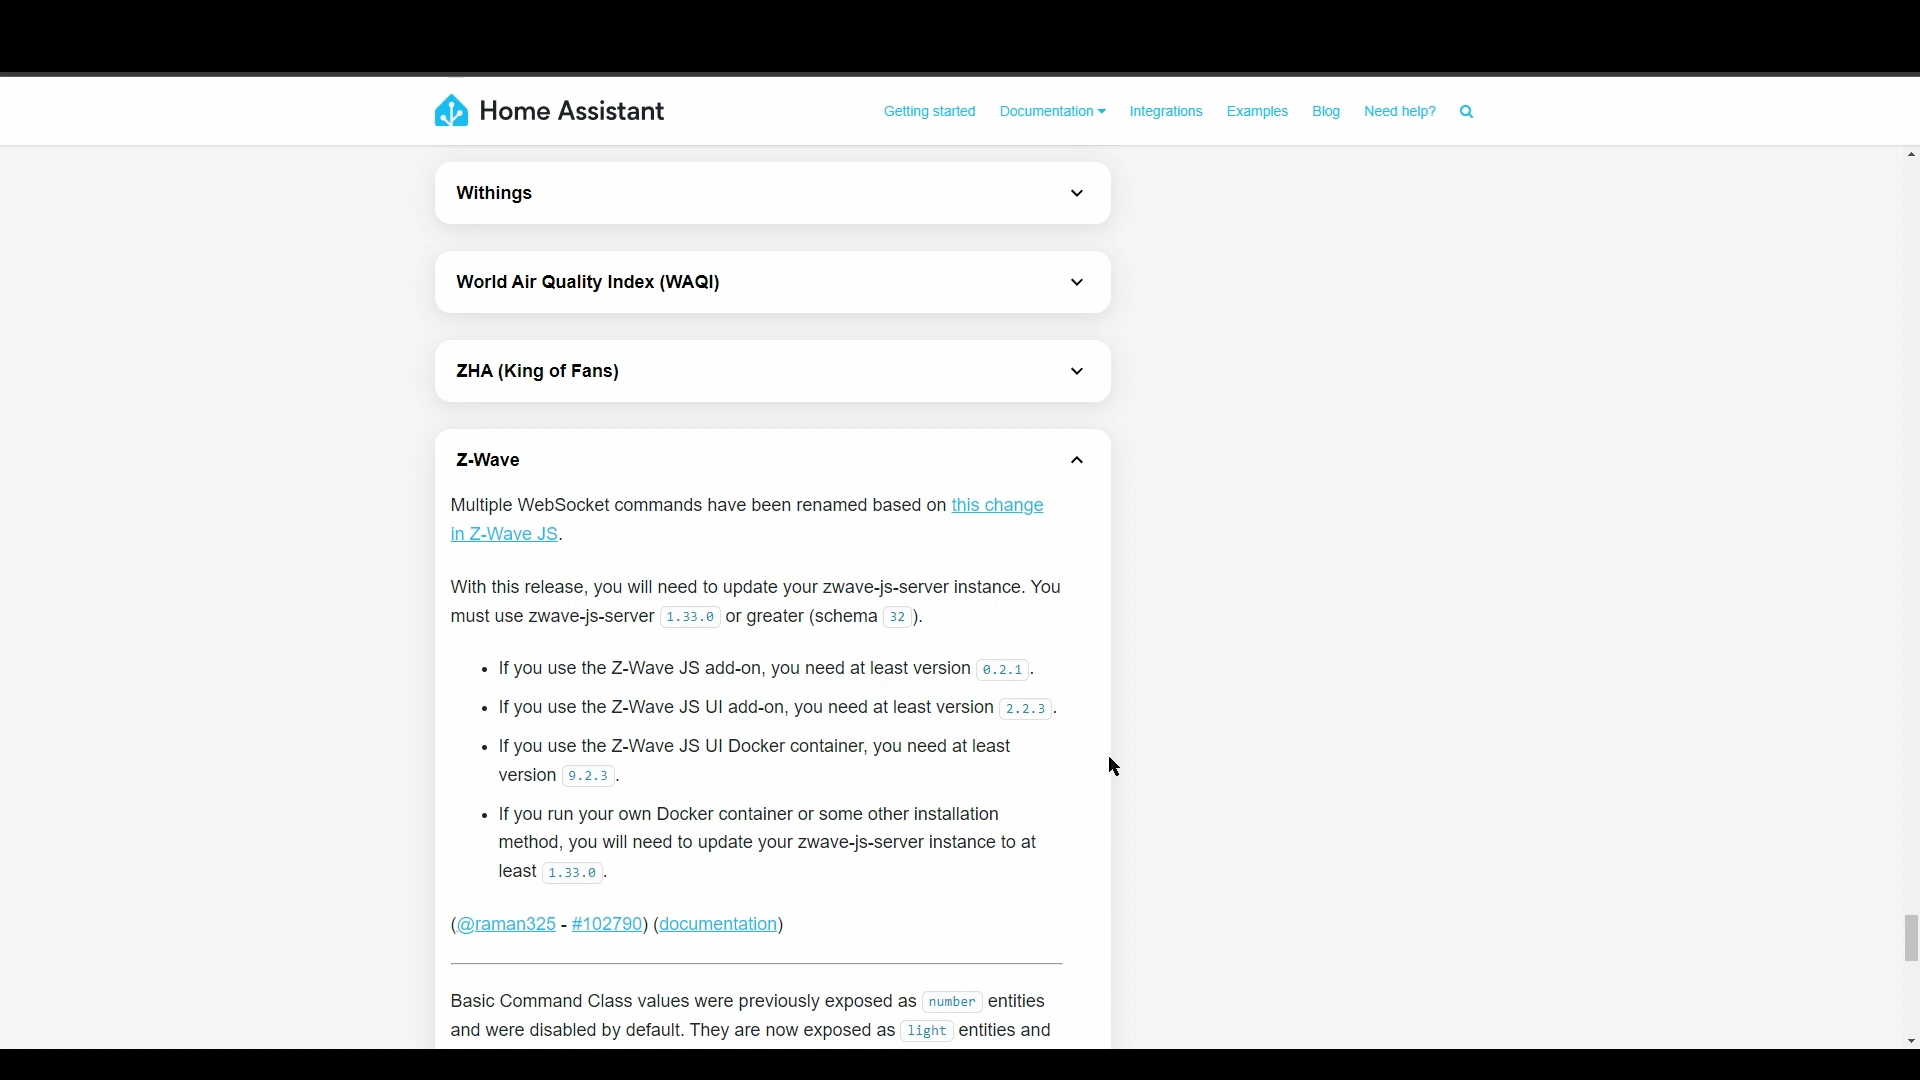 Home Assistant
Getting started Documentation Integrations Examples Blog Need help?
Withings
World Air Quality Index (WAQI)
ZHA (King of Fans)
Z-Wave
Multiple WebSocket commands have been renamed based on this change
in Z-Wave JS.
With this release, you will need to update your zwave-js-server instance. You
must use zwave-js-server 1.33.0 or greater (schema 32 ).
• If you use the Z-Wave JS add-on, you need at least version 0.2.1 .
• If you use the Z-Wave JS UI add-on, you need at least version 2.2.3 .
• If you use the Z-Wave JS UI Docker container, you need at least
version 9.2.3 .
• If you run your own Docker container or some other installation
method, you will need to update your zwave-js-server instance to at
least 1.33.0 .
(@raman325 - #102790) (documentation)
Basic Command Class values were previously exposed as number entities
and were disabled by default. They are now exposed as light entities and